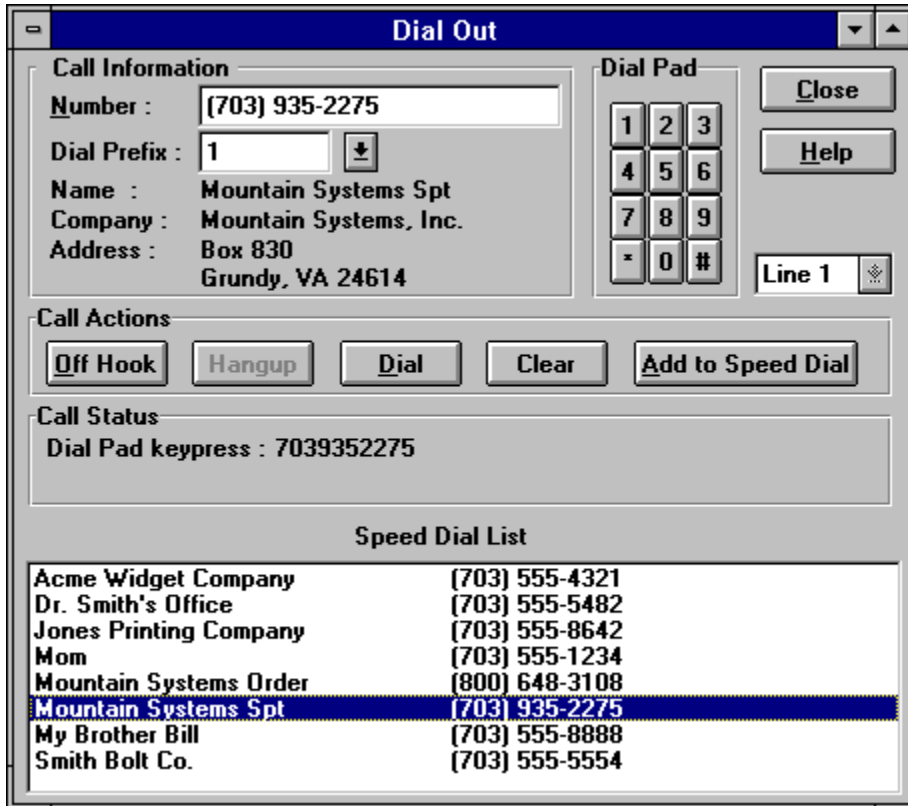 Dial Out
Call Information
Number : (703) 935-2275
Dial Prefix : 1
Name : Mountain Systems Spt
Company : Mountain Systems, Inc.
Address : Box 830
Grundy, VA 24614
Dial Pad
1 2 3
4 5 6
7 8 9
* 0 #
Close
Help
Line 1
Call Actions
Off Hook Hangup Dial Clear Add to Speed Dial
Call Status
Dial Pad keypress : 7039352275
Speed Dial List
Acme Widget Company (703) 555-4321
Dr. Smith's Office (703) 555-5482
Jones Printing Company (703) 555-8642
Mom (703) 555-1234
Mountain Systems Order (800) 648-3108
Mountain Systems Spt (703) 935-2275
My Brother Bill (703) 555-8888
Smith Bolt Co. (703) 555-5554